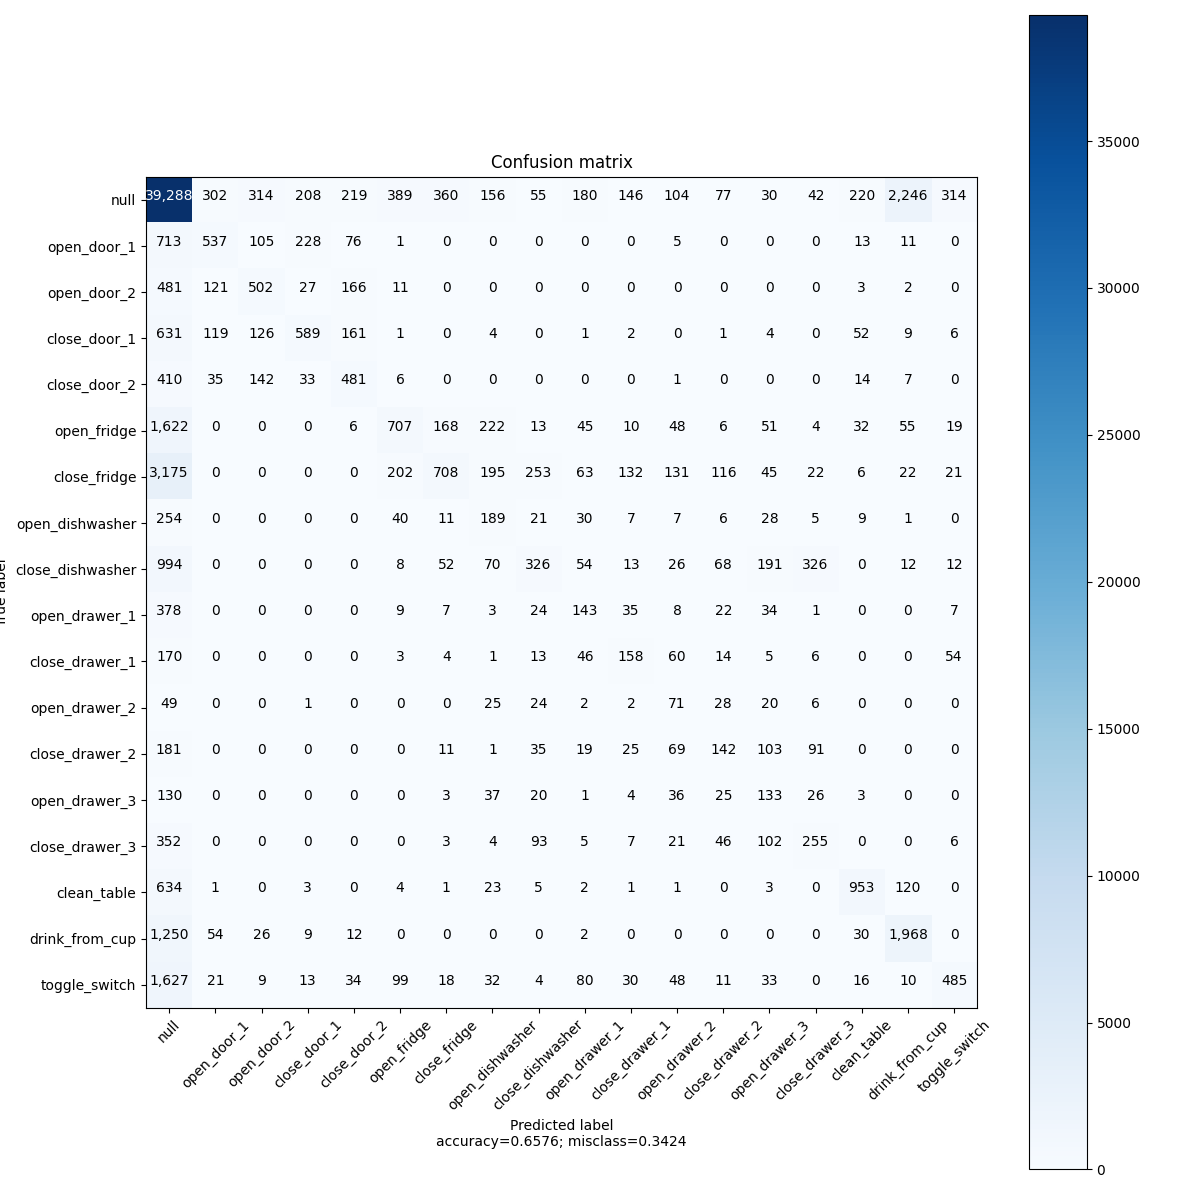 Confusion matrix
null 39,288 302 314 208 219 389 360 156 55 180 146 104 77 30 42 220 2,246 314
open_door_1 713 537 105 228 76 1 0 0 0 0 0 5 0 0 0 13 11 0
open_door_2 481 121 502 27 166 11 0 0 0 0 0 0 0 0 0 3 2 0
close_door_1 631 119 126 589 161 1 0 4 0 1 2 0 1 4 0 52 9 6
close_door_2 410 35 142 33 481 6 0 0 0 0 0 1 0 0 0 14 7 0
open_fridge 1,622 0 0 0 6 707 168 222 13 45 10 48 6 51 4 32 55 19
close_fridge 3,175 0 0 0 0 202 708 195 253 63 132 131 116 45 22 6 22 21
open_dishwasher 254 0 0 0 0 40 11 189 21 30 7 7 6 28 5 9 1 0
close_dishwasher 994 0 0 0 0 8 52 70 326 54 13 26 68 191 326 0 12 12
open_drawer_1 378 0 0 0 0 9 7 3 24 143 35 8 22 34 1 0 0 7
close_drawer_1 170 0 0 0 0 3 4 1 13 46 158 60 14 5 6 0 0 54
open_drawer_2 49 0 0 1 0 0 0 25 24 2 2 71 28 20 6 0 0 0
close_drawer_2 181 0 0 0 0 0 11 1 35 19 25 69 142 103 91 0 0 0
open_drawer_3 130 0 0 0 0 0 3 37 20 1 4 36 25 133 26 3 0 0
close_drawer_3 352 0 0 0 0 0 3 4 93 5 7 21 46 102 255 0 0 6
clean_table 634 1 0 3 0 4 1 23 5 2 1 1 0 3 0 953 120 0
drink_from_cup 1,250 54 26 9 12 0 0 0 0 2 0 0 0 0 0 30 1,968 0
toggle_switch 1,627 21 9 13 34 99 18 32 4 80 30 48 11 33 0 16 10 485
null open_door_1 open_door_2 close_door_1 close_door_2 open_fridge close_fridge open_dishwasher close_dishwasher open_drawer_1 close_drawer_1 open_drawer_2 close_drawer_2 open_drawer_3 close_drawer_3 clean_table drink_from_cup toggle_switch
Predicted label
accuracy=0.6576; misclass=0.3424
35000
30000
25000
20000
15000
10000
5000
0